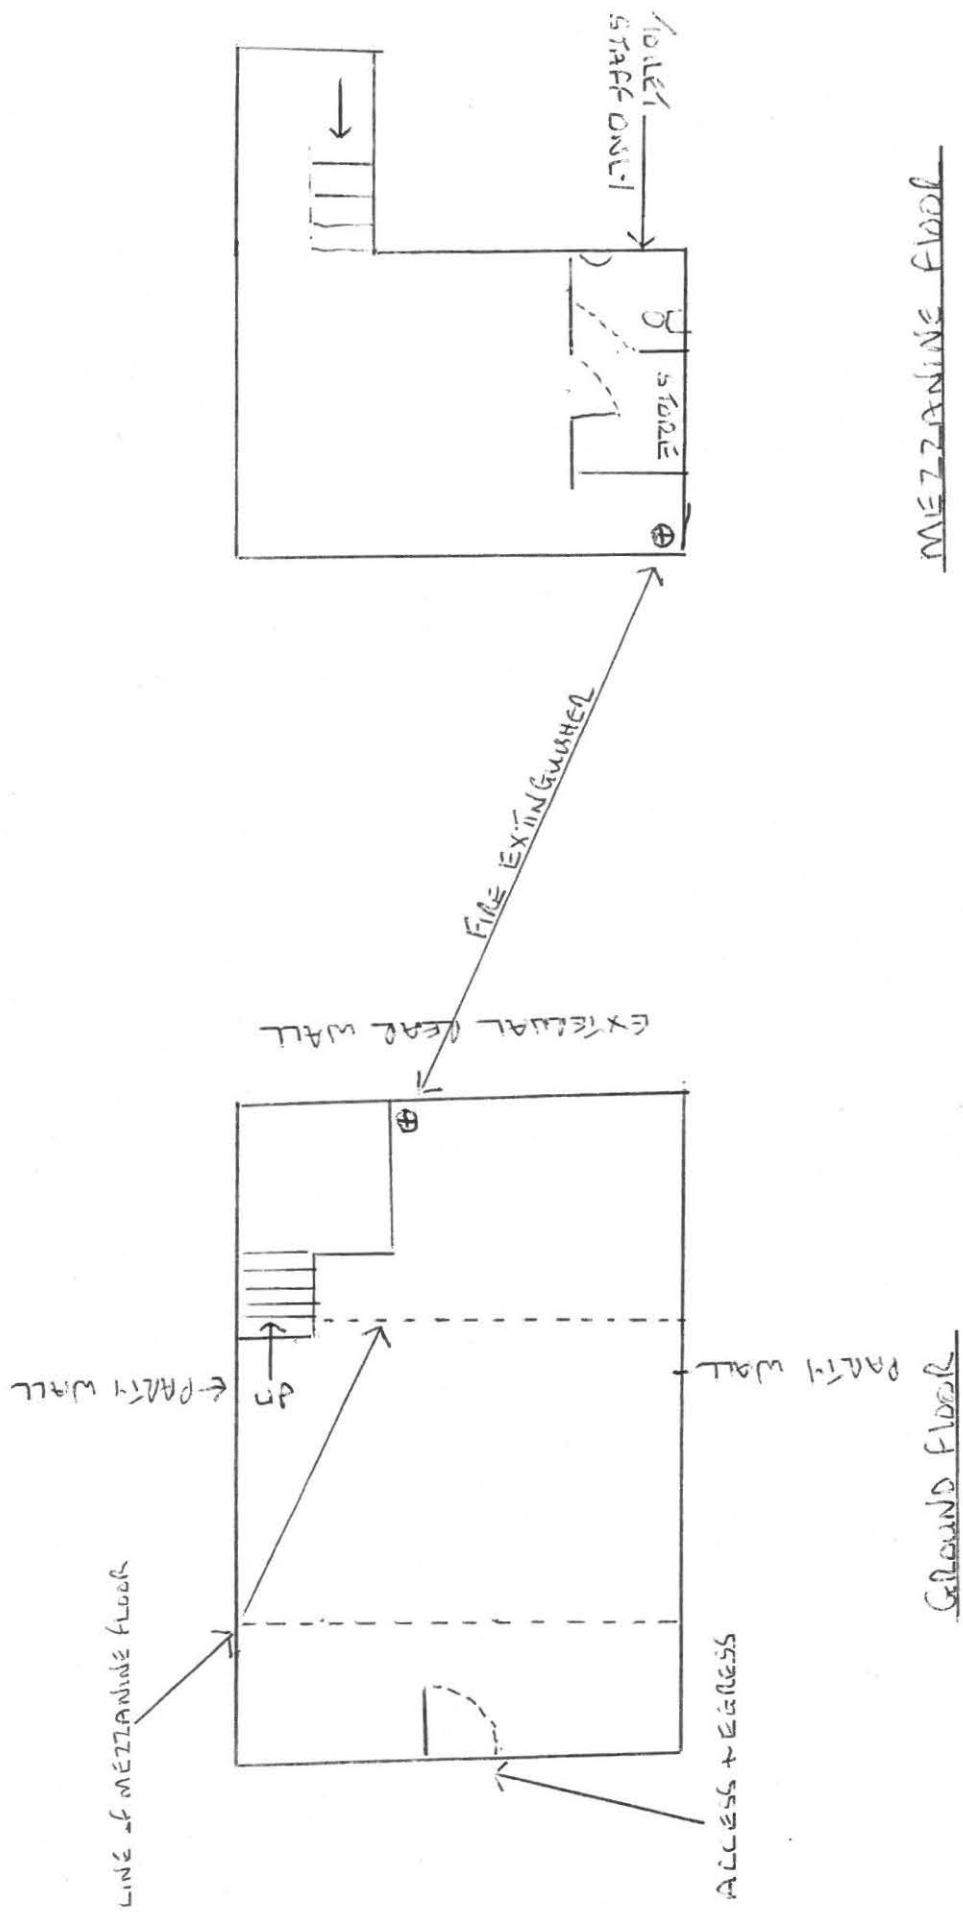 TOILET
STAFF ONLY
STORE
MEZZANINE FLOOR
FIRE EXTINGUISHER
EXTERNAL REAR WALL
PARTY WALL
UP
PARTY WALL
LINE OF MEZZANINE FLOOR
ACCESS + EGRESS
GROUND FLOOR